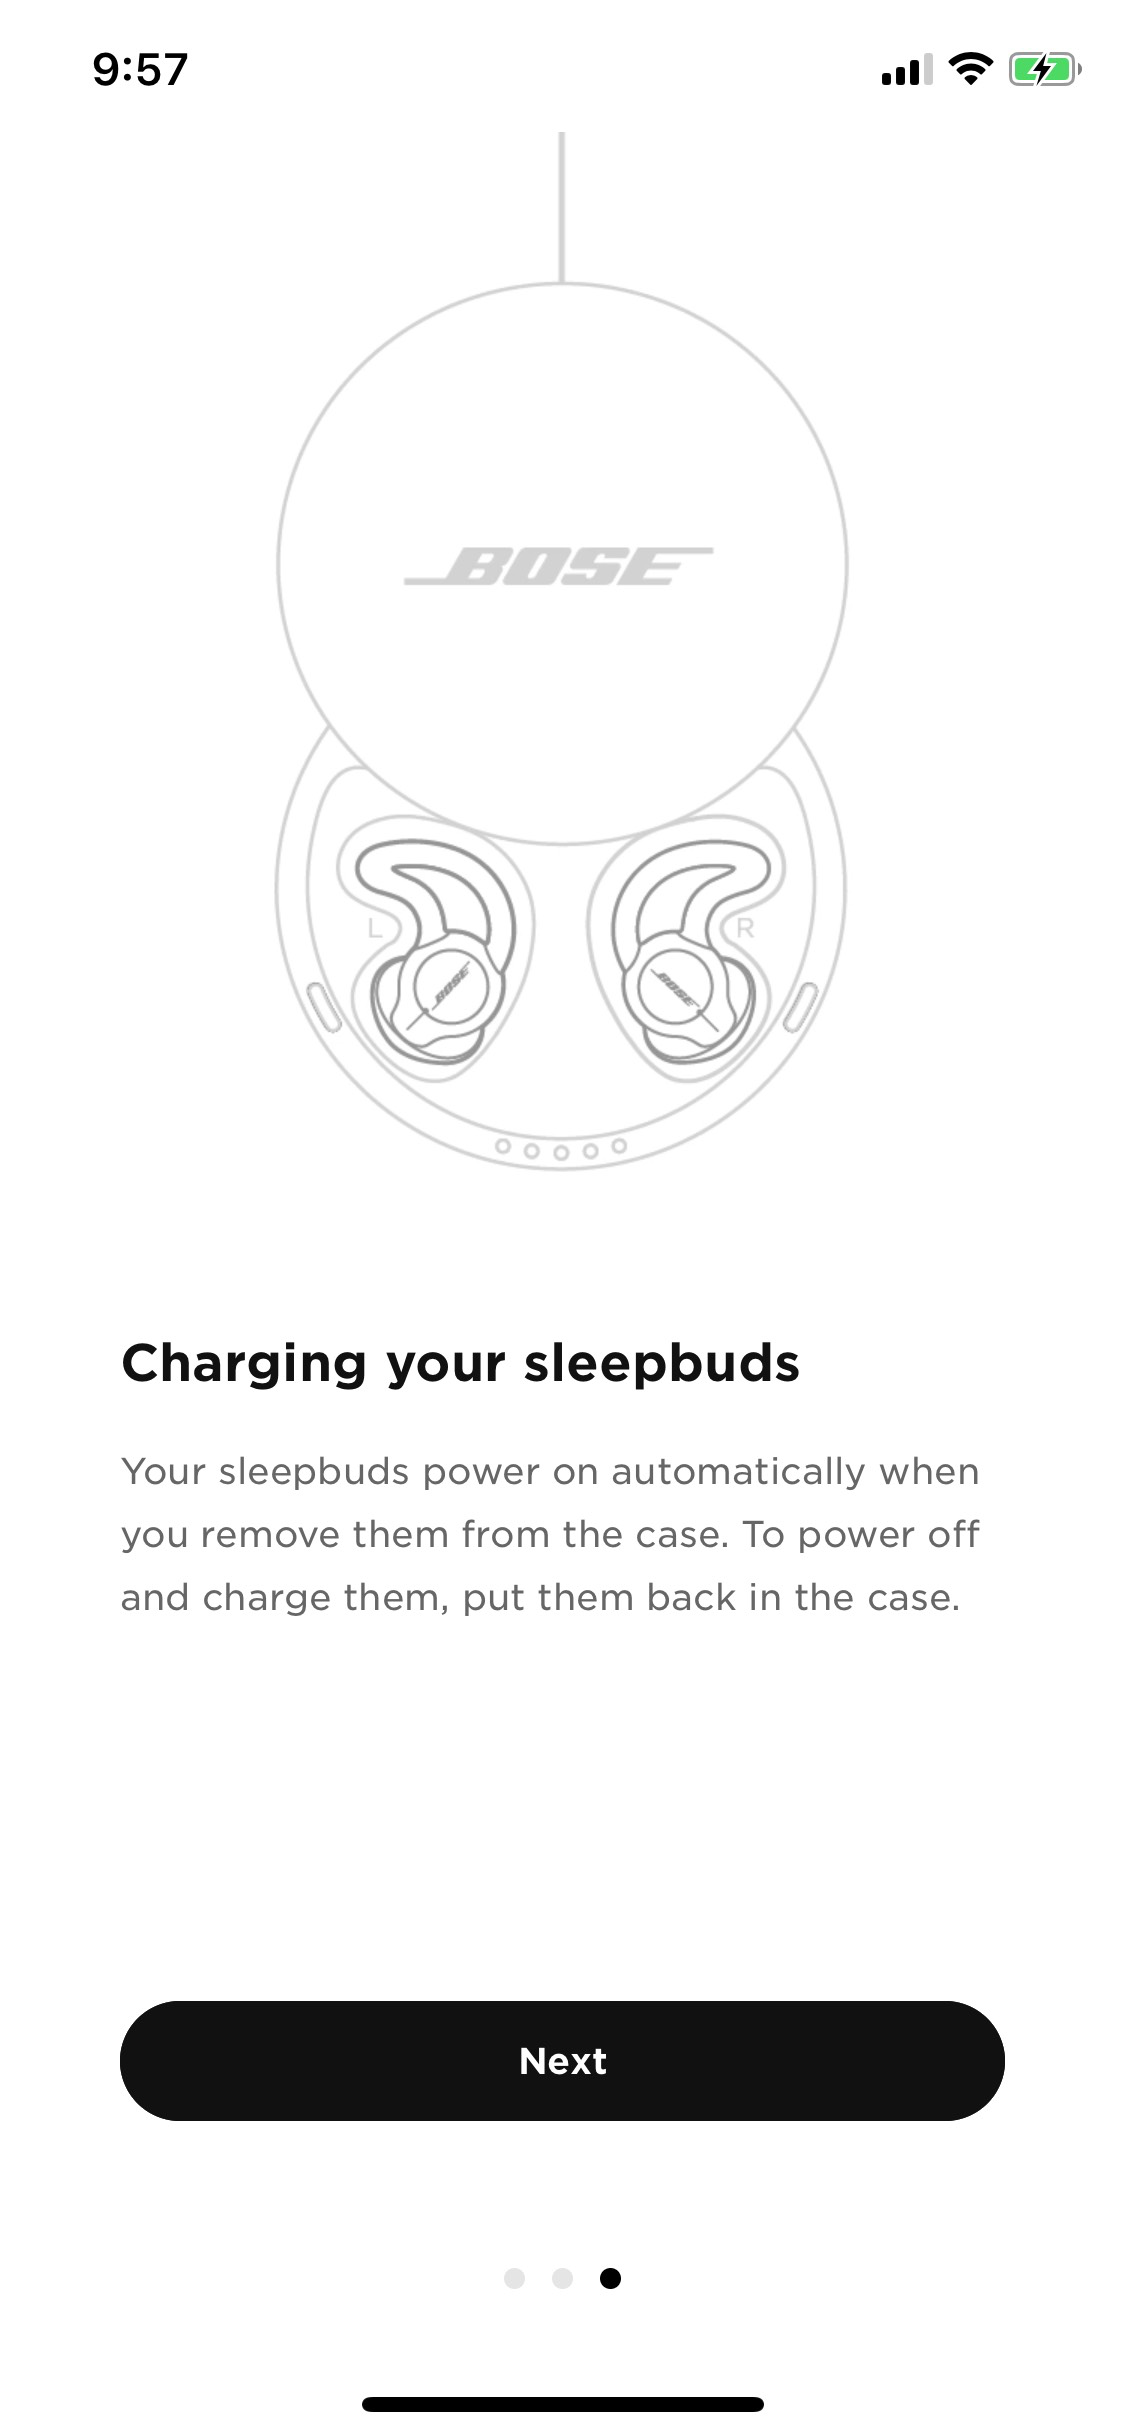 9:57
BOSE
L
R
BOSE
BOSE
Charging your sleepbuds
Your sleepbuds power on automatically when
you remove them from the case. To power off
and charge them, put them back in the case.
Next